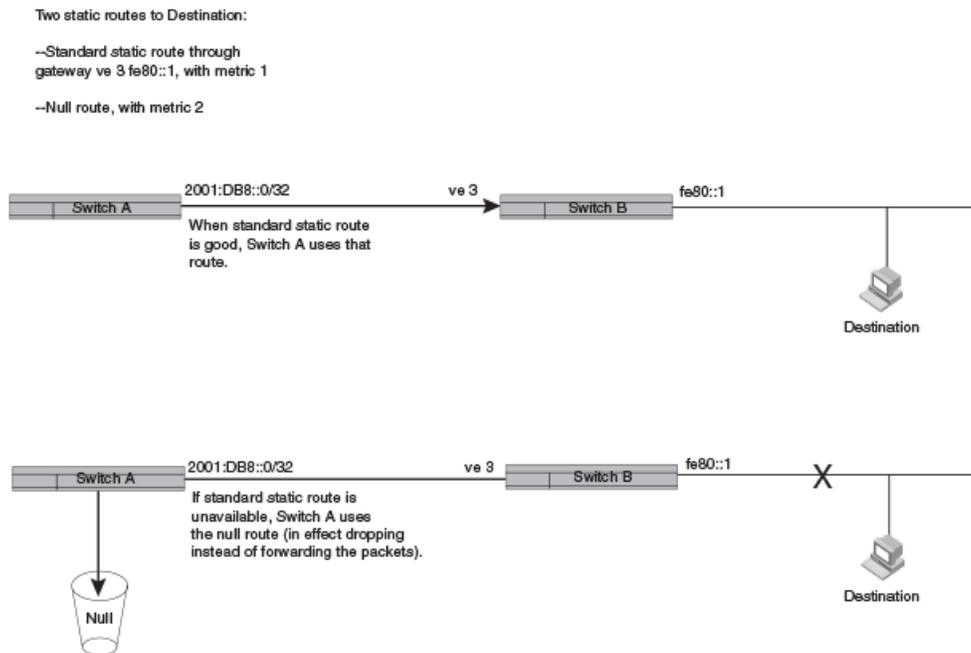 Two static routes to Destination:
--Standard static route through
gateway ve 3 fe80::1, with metric 1
--Null route, with metric 2
2001:DB8::0/32
ve 3
fe80::1
Switch A
Switch B
When standard static route
is good, Switch A uses that
route.
Destination
2001:DB8::0/32
ve 3
fe80::1
Switch A
Switch B
X
If standard static route is
unavailable, Switch A uses
the null route (in effect dropping
instead of forwarding the packets).
Destination
Null